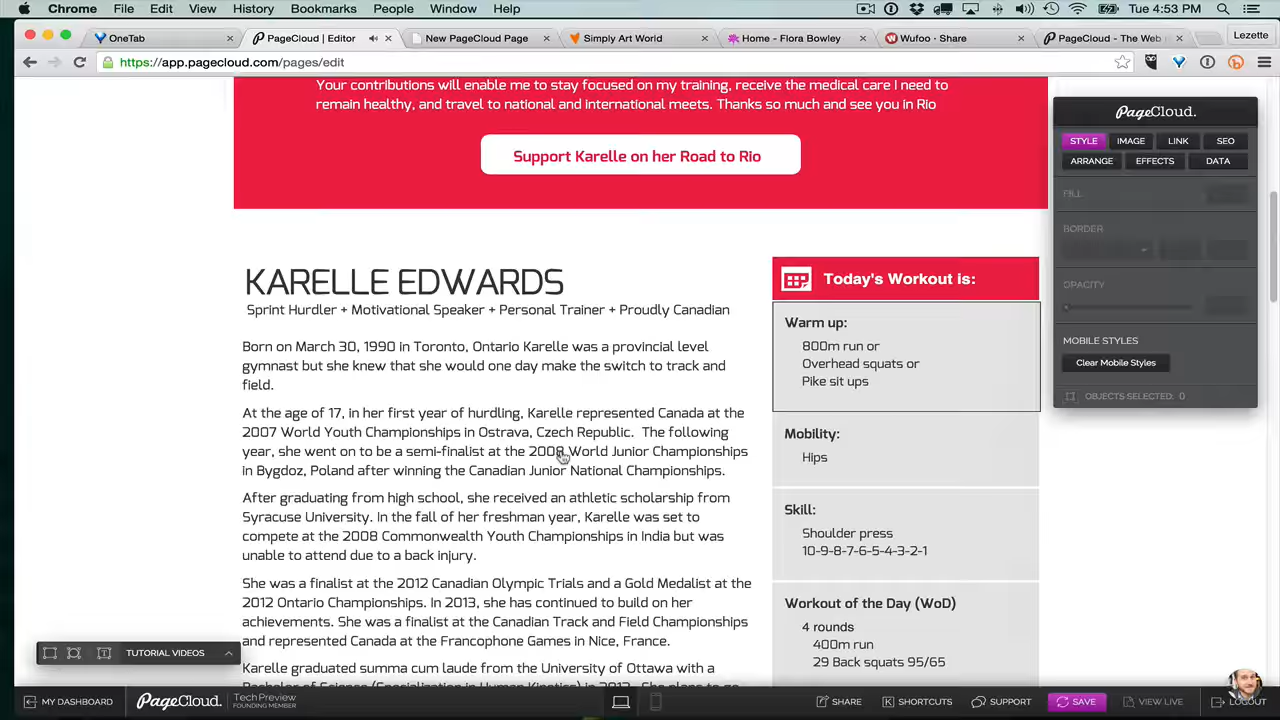 Chrome File Edit View History Bookmarks People Window Help
Tue 4:53 PM
OneTab
PageCloud | Editor
New PageCloud Page
Simply Art World
Home - Flora Bowley
Wufoo · Share
PageCloud - The Web
Lezette
https://app.pagecloud.com/pages/edit
Your contributions will enable me to stay focused on my training, receive the medical care I need to
remain healthy, and travel to national and international meets. Thanks so much and see you in Rio
Support Karelle on her Road to Rio
KARELLE EDWARDS
Sprint Hurdler + Motivational Speaker + Personal Trainer + Proudly Canadian
Born on March 30, 1990 in Toronto, Ontario Karelle was a provincial level
gymnast but she knew that she would one day make the switch to track and
field.
At the age of 17, in her first year of hurdling, Karelle represented Canada at the
2007 World Youth Championships in Ostrava, Czech Republic. The following
year, she went on to be a semi-finalist at the 2008 World Junior Championships
in Bygdoz, Poland after winning the Canadian Junior National Championships.
After graduating from high school, she received an athletic scholarship from
Syracuse University. In the fall of her freshman year, Karelle was set to
compete at the 2008 Commonwealth Youth Championships in India but was
unable to attend due to a back injury.
She was a finalist at the 2012 Canadian Olympic Trials and a Gold Medalist at the
2012 Ontario Championships. In 2013, she has continued to build on her
achievements. She was a finalist at the Canadian Track and Field Championships
and represented Canada at the Francophone Games in Nice, France.
Karelle graduated summa cum laude from the University of Ottawa with a
Bachelor of Science (Specialization in Human Kinetics) in 2013. She plans to go
Today's Workout is:
Warm up:
800m run or
Overhead squats or
Pike sit ups
Mobility:
Hips
Skill:
Shoulder press
10-9-8-7-6-5-4-3-2-1
Workout of the Day (WoD)
4 rounds
400m run
29 Back squats 95/65
PageCloud.
STYLE IMAGE LINK SEO
ARRANGE EFFECTS DATA
FILL
BORDER
OPACITY
MOBILE STYLES
Clear Mobile Styles
OBJECTS SELECTED: 0
TUTORIAL VIDEOS
MY DASHBOARD
PageCloud.
Tech Preview
FOUNDING MEMBER
SHARE
SHORTCUTS
SUPPORT
SAVE
VIEW LIVE
LOGOUT